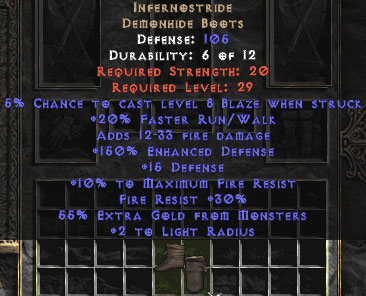 Infernostride
Demonhide Boots
Defense: 105
Durability: 6 of 12
Required Strength: 20
Required Level: 29
5% Chance to cast level 8 Blaze when struck
+20% Faster Run/Walk
Adds 12-33 fire damage
+150% Enhanced Defense
+15 Defense
+10% to Maximum Fire Resist
Fire Resist +30%
55% Extra Gold from Monsters
+2 to Light Radius